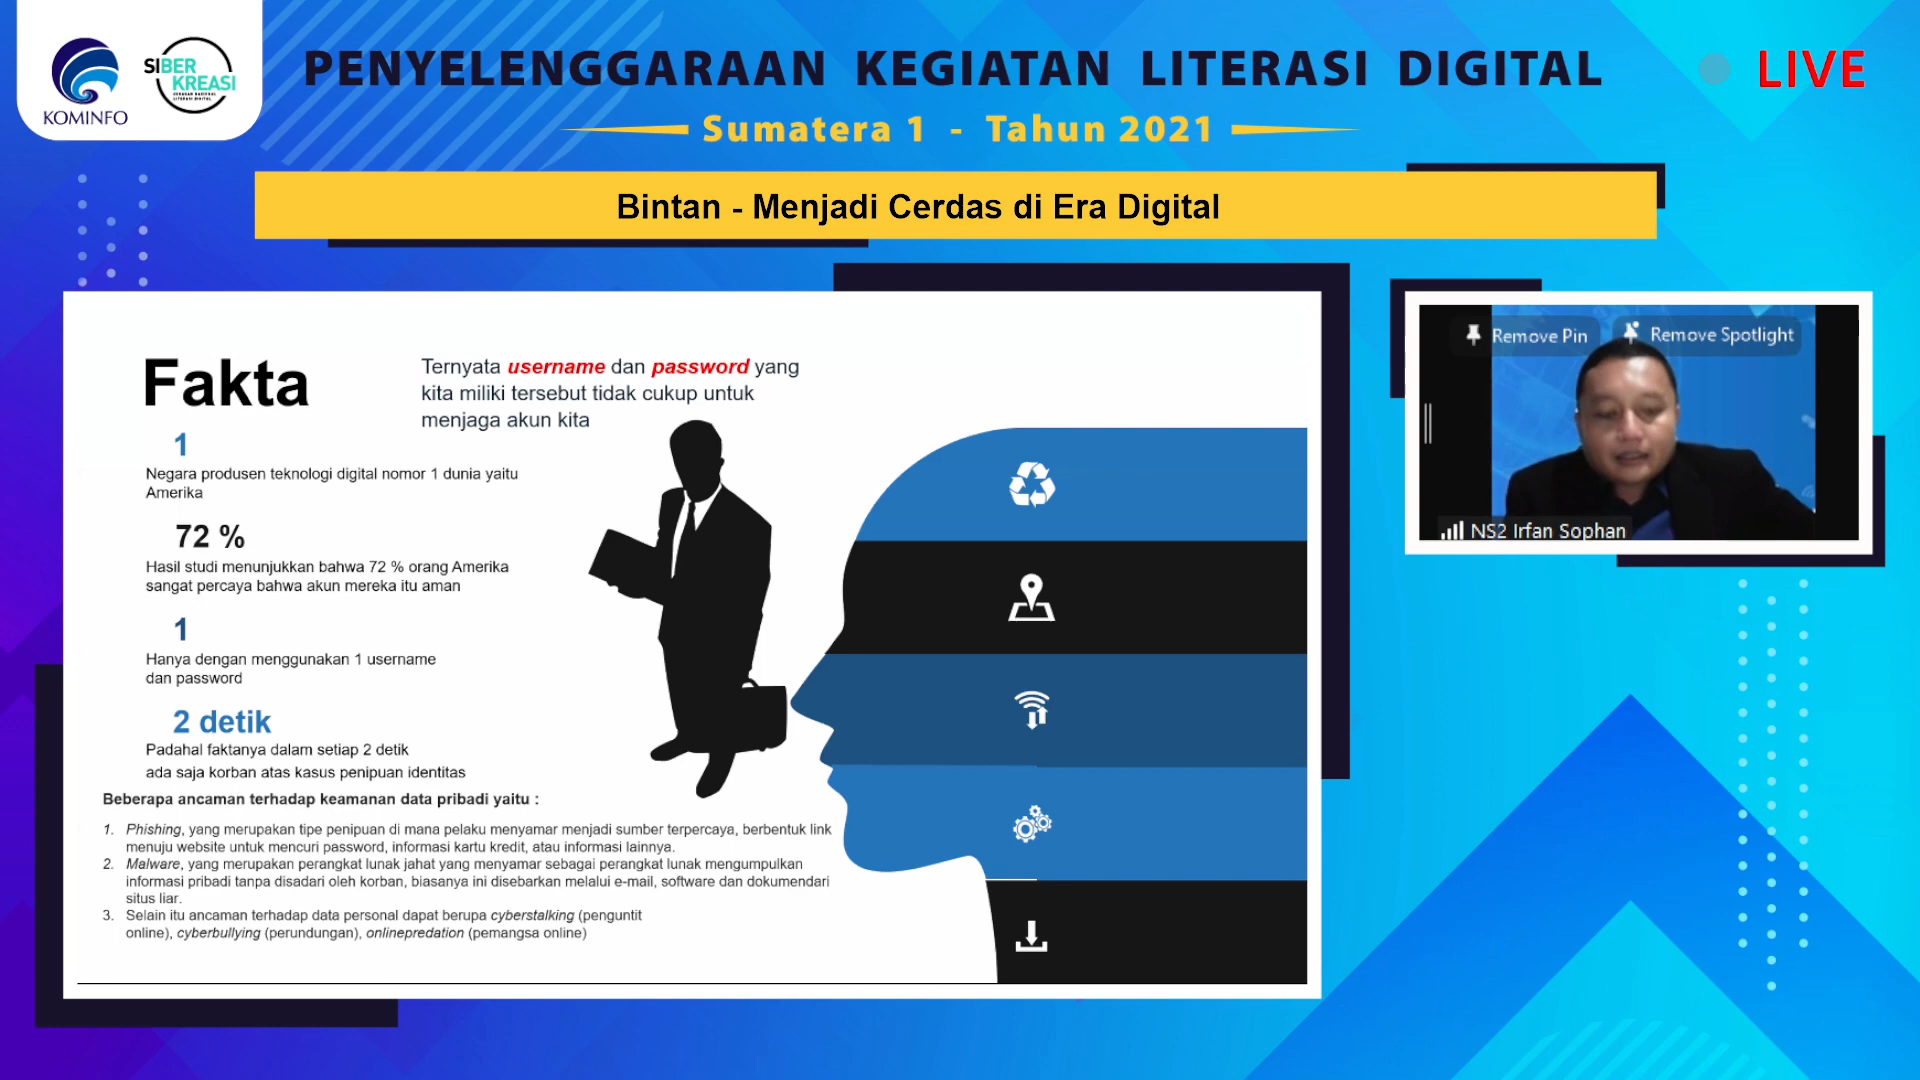 KOMINFO
SIBER
KREASI
GERAKAN NASIONAL
LITERASI DIGITAL
PENYELENGGARAAN KEGIATAN LITERASI DIGITAL
LIVE
Sumatera 1 - Tahun 2021
Bintan - Menjadi Cerdas di Era Digital
Fakta
Ternyata username dan password yang
kita miliki tersebut tidak cukup untuk
menjaga akun kita
1
Negara produsen teknologi digital nomor 1 dunia yaitu
Amerika
72 %
Hasil studi menunjukkan bahwa 72 % orang Amerika
sangat percaya bahwa akun mereka itu aman
1
Hanya dengan menggunakan 1 username
dan password
2 detik
Padahal faktanya dalam setiap 2 detik
ada saja korban atas kasus penipuan identitas
Beberapa ancaman terhadap keamanan data pribadi yaitu :
1. Phishing, yang merupakan tipe penipuan di mana pelaku menyamar menjadi sumber terpercaya, berbentuk link
menuju website untuk mencuri password, informasi kartu kredit, atau informasi lainnya.
2. Malware, yang merupakan perangkat lunak jahat yang menyamar sebagai perangkat lunak mengumpulkan
informasi pribadi tanpa disadari oleh korban, biasanya ini disebarkan melalui e-mail, software dan dokumendari
situs liar.
3. Selain itu ancaman terhadap data personal dapat berupa cyberstalking (penguntit
online), cyberbullying (perundungan), onlinepredation (pemangsa online)
Remove Pin
Remove Spotlight
NS2 Irfan Sophan